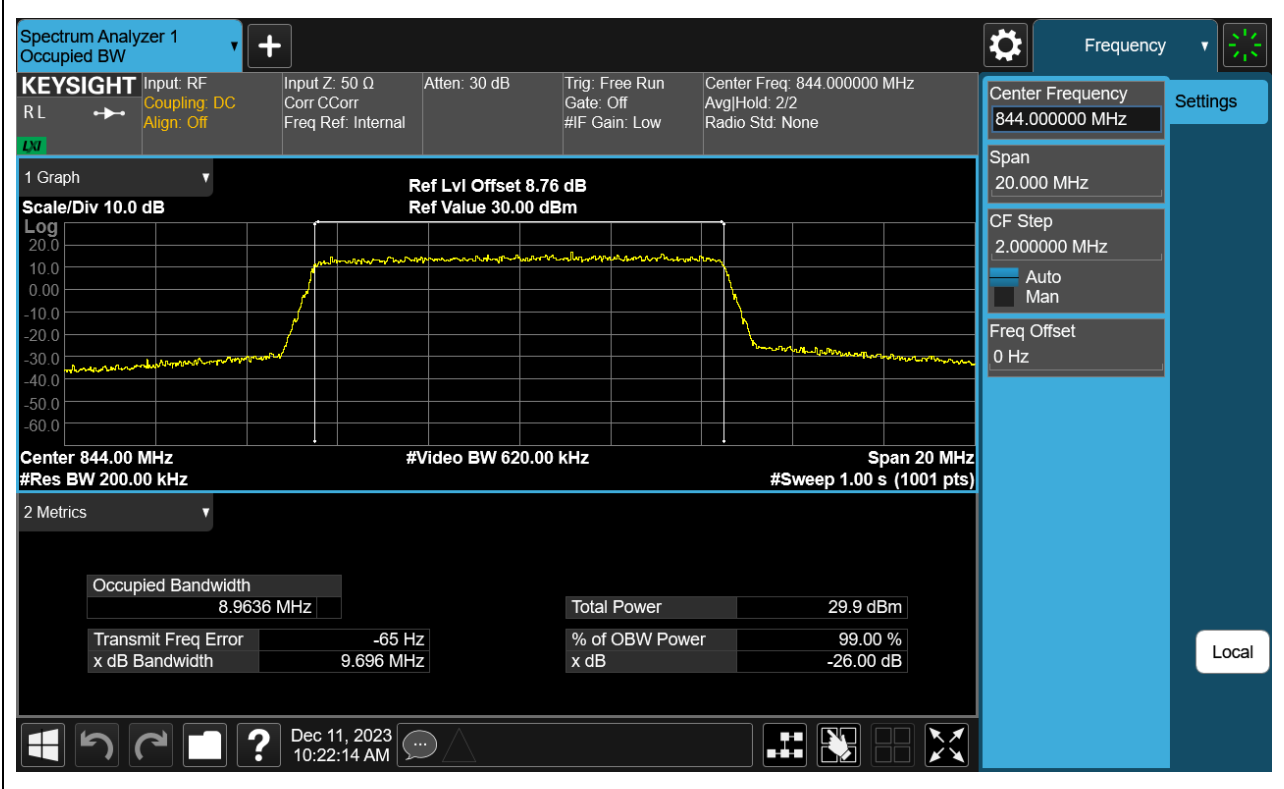 Spectrum Analyzer 1
Occupied BW
+
Frequency
KEYSIGHT
R L
LXI
Input: RF
Coupling: DC
Align: Off
Input Z: 50 Ω
Corr CCorr
Freq Ref: Internal
Atten: 30 dB
Trig: Free Run
Gate: Off
#IF Gain: Low
Center Freq: 844.000000 MHz
Avg|Hold: 2/2
Radio Std: None
Center Frequency
844.000000 MHz
Settings
Span
20.000 MHz
CF Step
2.000000 MHz
Auto
Man
Freq Offset
0 Hz
Local
1 Graph
Scale/Div 10.0 dB
Ref Lvl Offset 8.76 dB
Ref Value 30.00 dBm
Log
20.0
10.0
0.00
-10.0
-20.0
-30.0
-40.0
-50.0
-60.0
Center 844.00 MHz
#Video BW 620.00 kHz
Span 20 MHz
#Res BW 200.00 kHz
#Sweep 1.00 s (1001 pts)
2 Metrics
Occupied Bandwidth
8.9636 MHz
Total Power 29.9 dBm
Transmit Freq Error -65 Hz
% of OBW Power 99.00 %
x dB Bandwidth 9.696 MHz
x dB -26.00 dB
?
Dec 11, 2023
10:22:14 AM